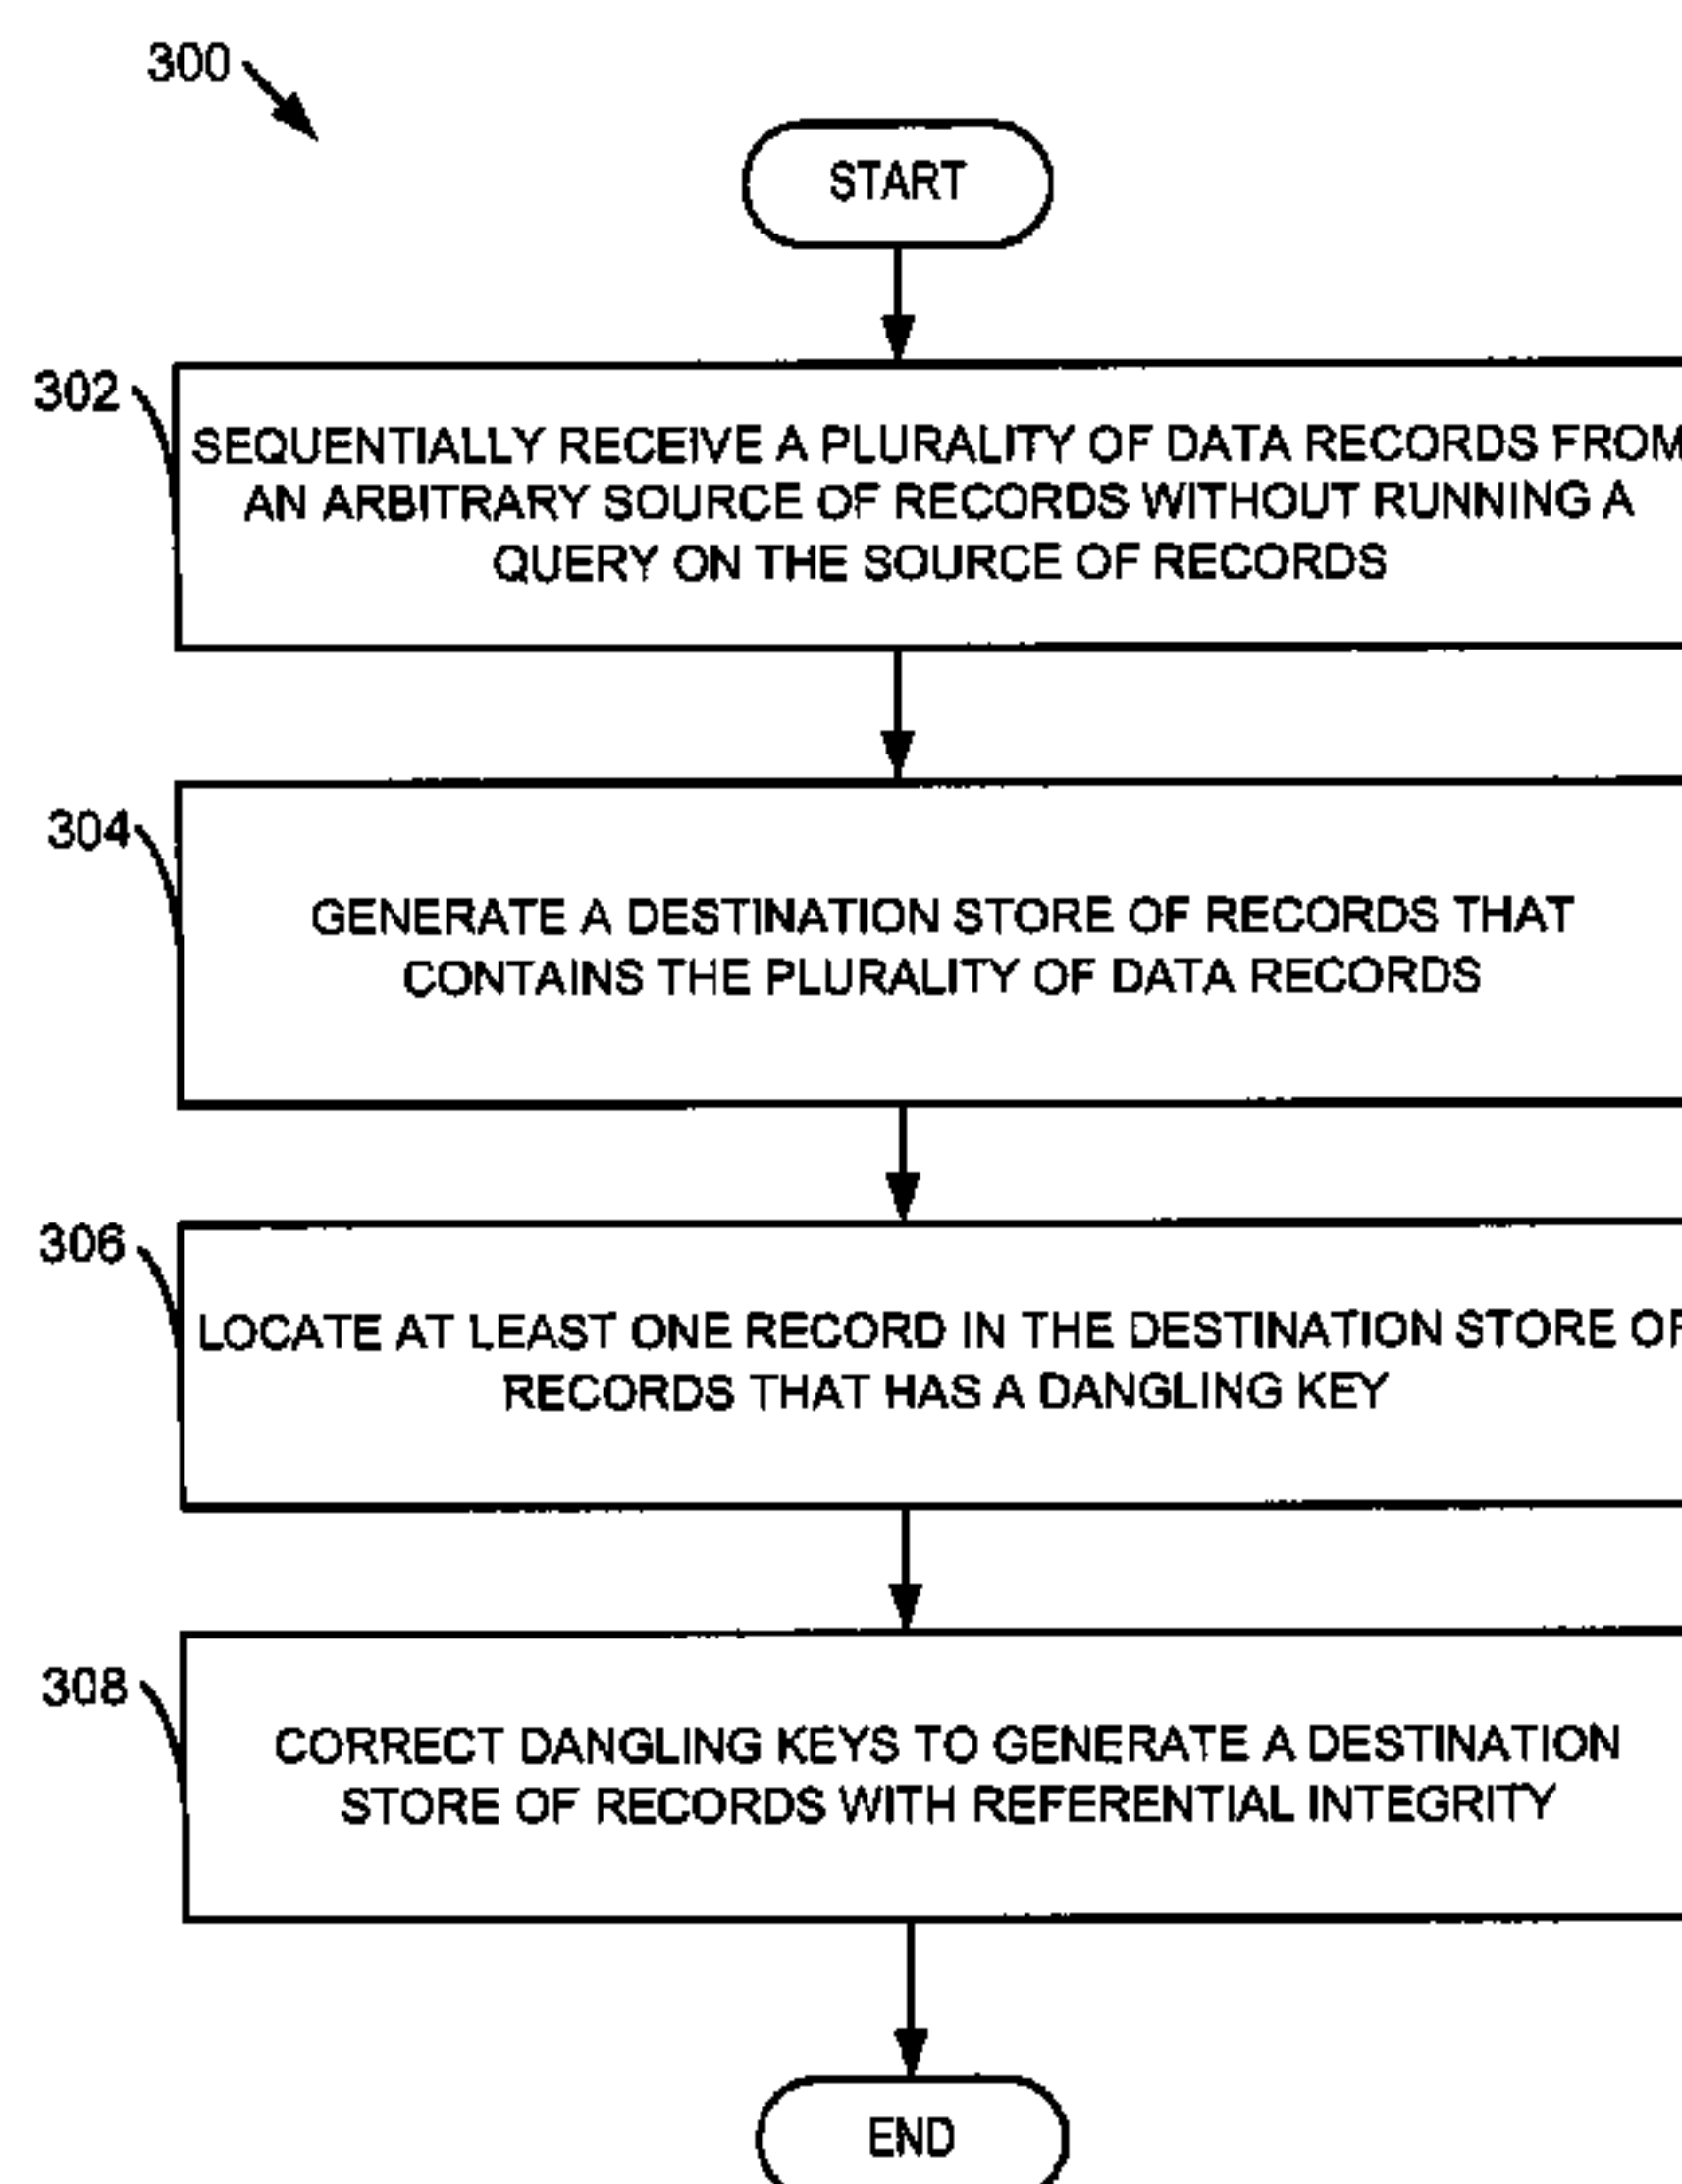 300
START
302
SEQUENTIALLY RECEIVE A PLURALITY OF DATA RECORDS FROM
AN ARBITRARY SOURCE OF RECORDS WITHOUT RUNNING A
QUERY ON THE SOURCE OF RECORDS
304
GENERATE A DESTINATION STORE OF RECORDS THAT
CONTAINS THE PLURALITY OF DATA RECORDS
306
LOCATE AT LEAST ONE RECORD IN THE DESTINATION STORE OF
RECORDS THAT HAS A DANGLING KEY
308
CORRECT DANGLING KEYS TO GENERATE A DESTINATION
STORE OF RECORDS WITH REFERENTIAL INTEGRITY
END